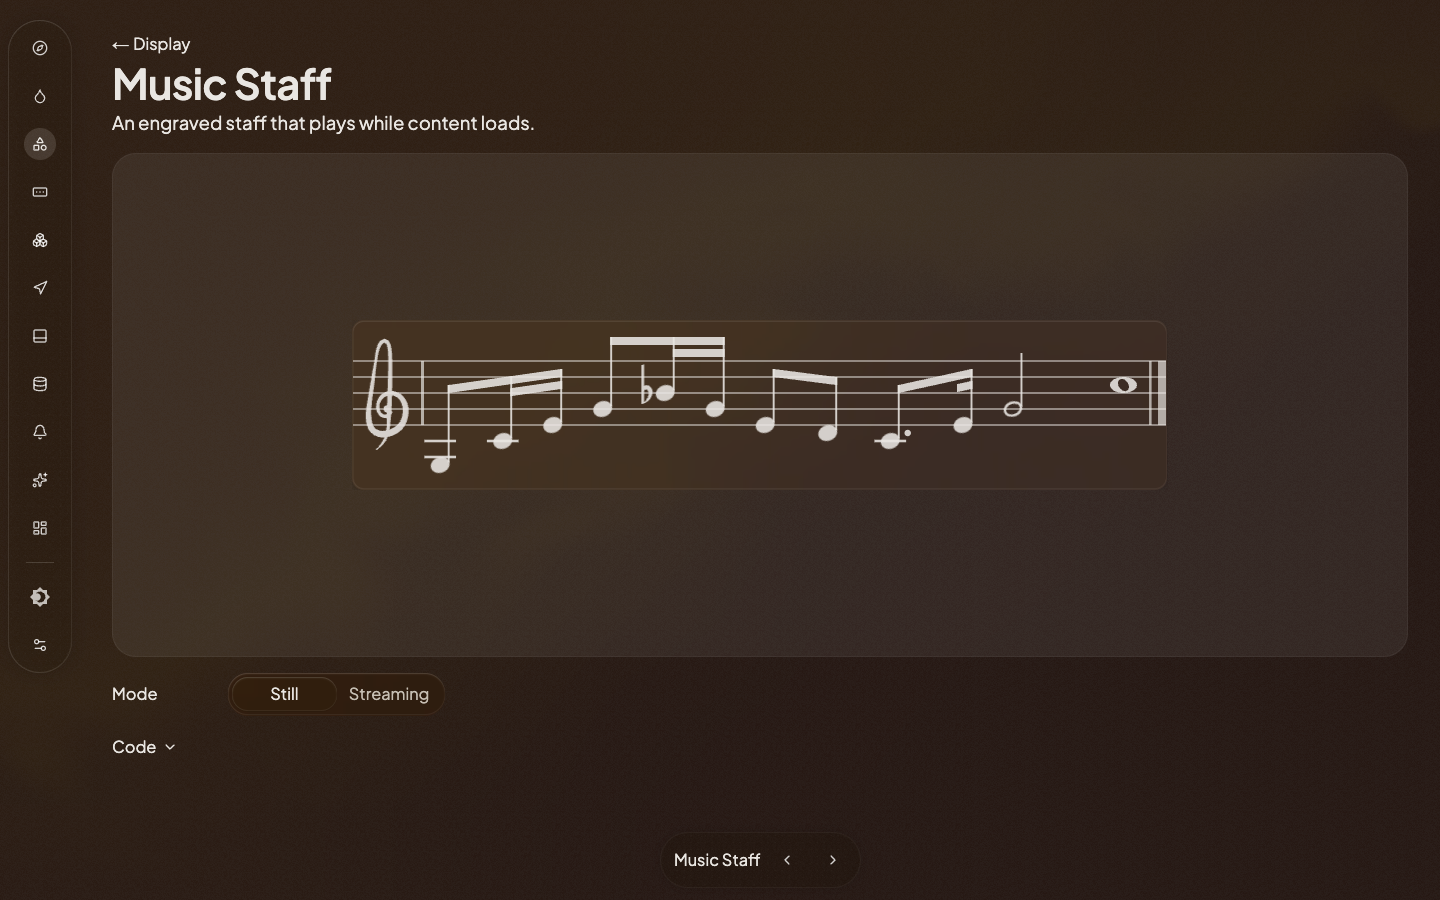 ← Display
Music Staff
An engraved staff that plays while content loads.
Mode
Still
Streaming
Code
Music Staff